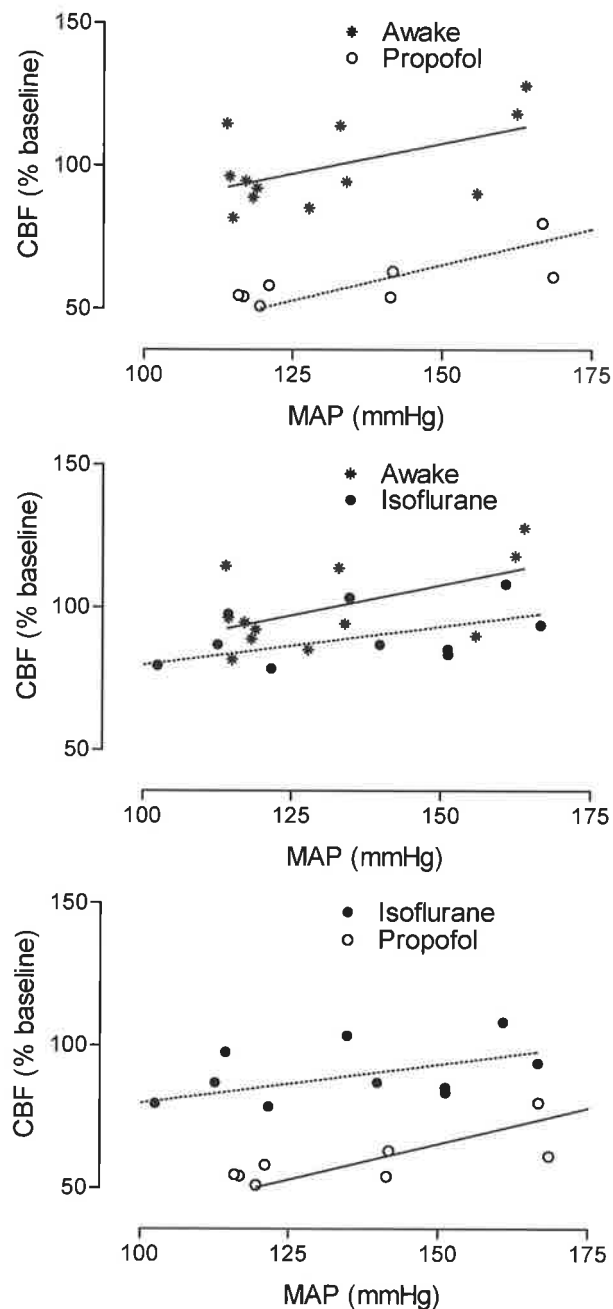 150
✱ Awake
○ Propofol
100
50
CBF (% baseline)
100 125 150 175
MAP (mmHg)
150
✱ Awake
● Isoflurane
100
50
CBF (% baseline)
100 125 150 175
MAP (mmHg)
150
● Isoflurane
○ Propofol
100
50
CBF (% baseline)
100 125 150 175
MAP (mmHg)